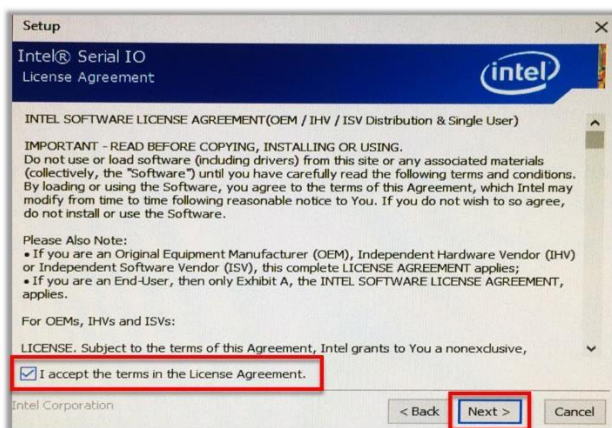 Setup
Intel® Serial IO
License Agreement
intel
INTEL SOFTWARE LICENSE AGREEMENT(OEM / IHV / ISV Distribution & Single User)
IMPORTANT - READ BEFORE COPYING, INSTALLING OR USING.
Do not use or load software (including drivers) from this site or any associated materials
(collectively, the "Software") until you have carefully read the following terms and conditions.
By loading or using the Software, you agree to the terms of this Agreement, which Intel may
modify from time to time following reasonable notice to You. If you do not wish to so agree,
do not install or use the Software.
Please Also Note:
• If you are an Original Equipment Manufacturer (OEM), Independent Hardware Vendor (IHV)
or Independent Software Vendor (ISV), this complete LICENSE AGREEMENT applies;
• If you are an End-User, then only Exhibit A, the INTEL SOFTWARE LICENSE AGREEMENT,
applies.
For OEMs, IHVs and ISVs:
LICENSE. Subject to the terms of this Agreement, Intel grants to You a nonexclusive,
I accept the terms in the License Agreement.
Intel Corporation
< Back
Next >
Cancel